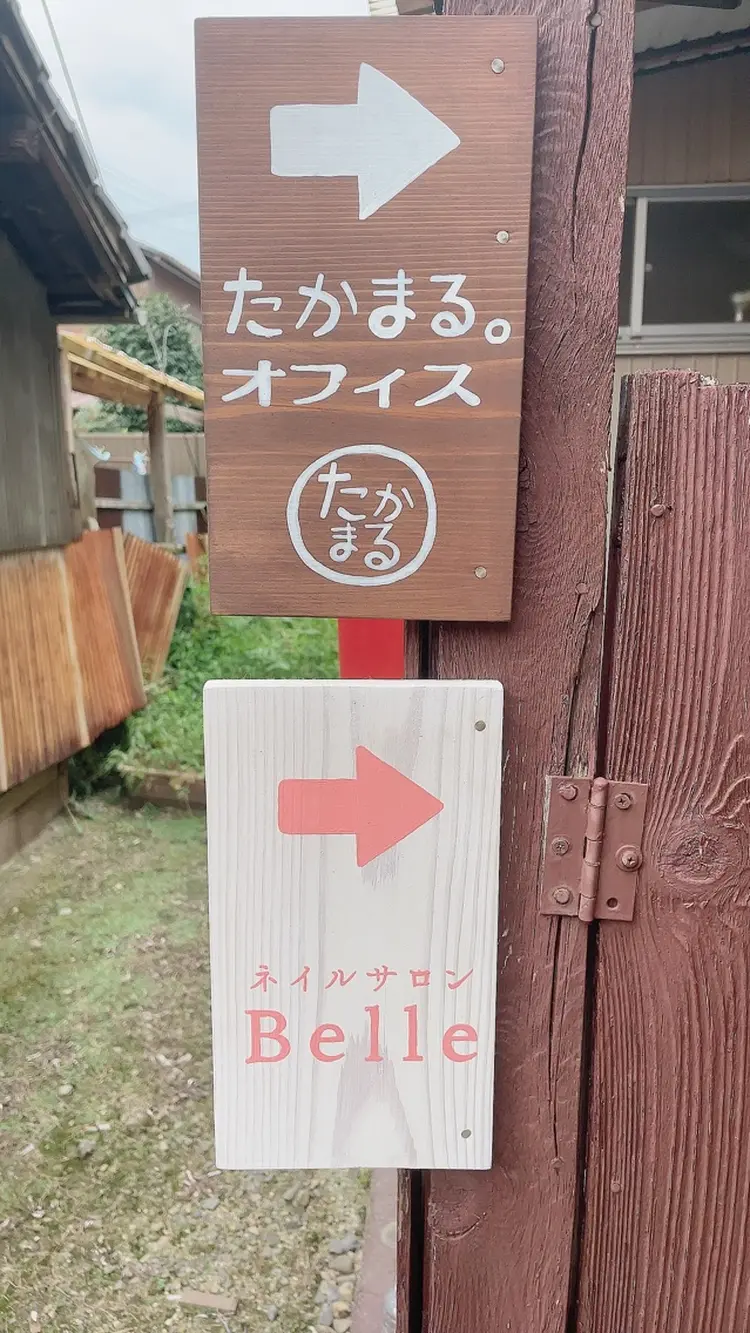 たかまる。
オフィス
たか
まる
ネイルサロン
Belle